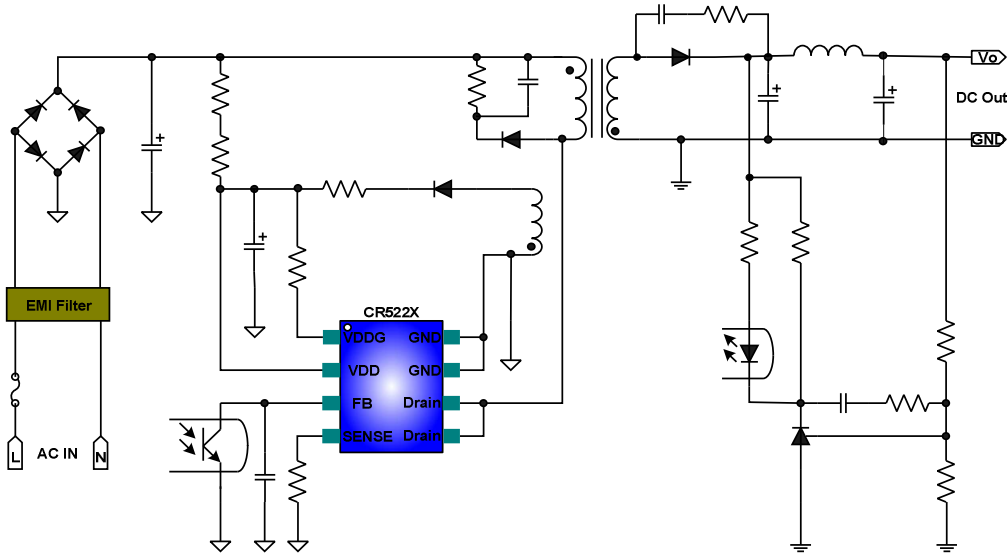 Vo
DC Out
GND
EMI Filter
CR522X
VDDG
GND
VDD
GND
FB
Drain
SENSE
Drain
L
AC IN
N
+
+
+
+